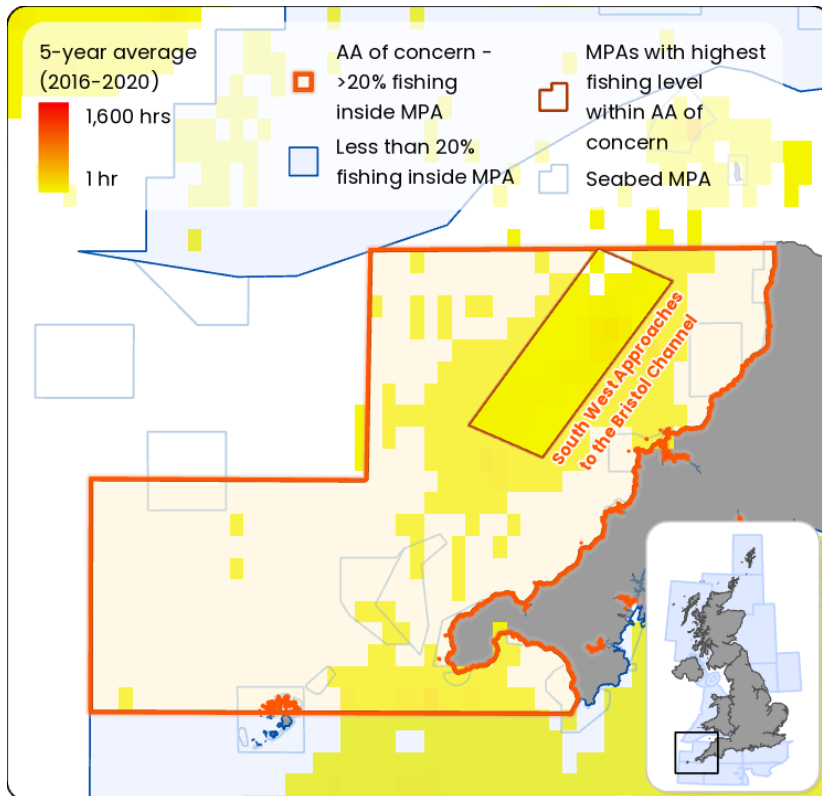 5-year average
(2016-2020)
1,600 hrs
1 hr
AA of concern -
>20% fishing
inside MPA
Less than 20%
fishing inside MPA
MPAs with highest
fishing level
within AA of
concern
Seabed MPA
South West Approaches
to the Bristol Channel